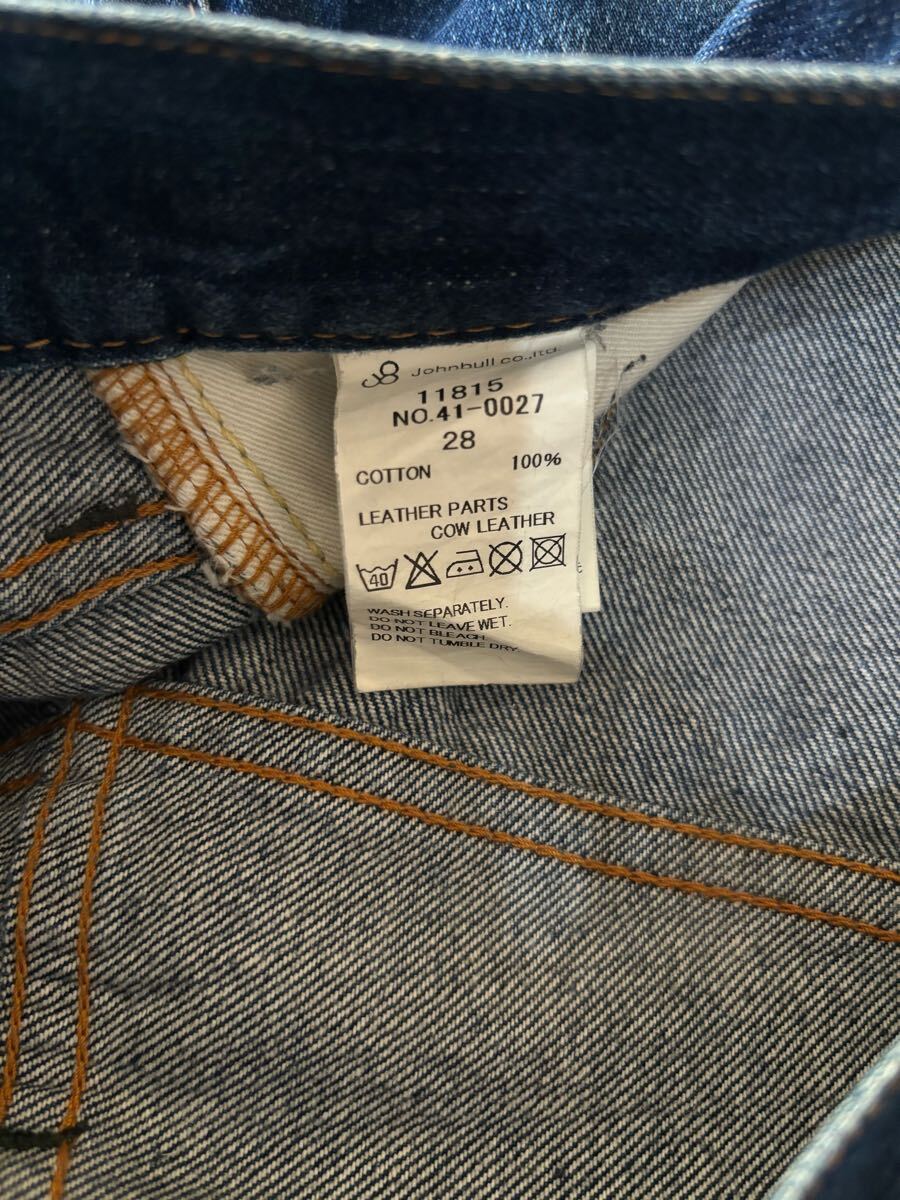 Johnbull co.,ltd.
11815
NO.41-0027
28
COTTON 100%
LEATHER PARTS
COW LEATHER
40
WASH SEPARATELY.
DO NOT LEAVE WET.
DO NOT BLEACH.
DO NOT TUMBLE DRY